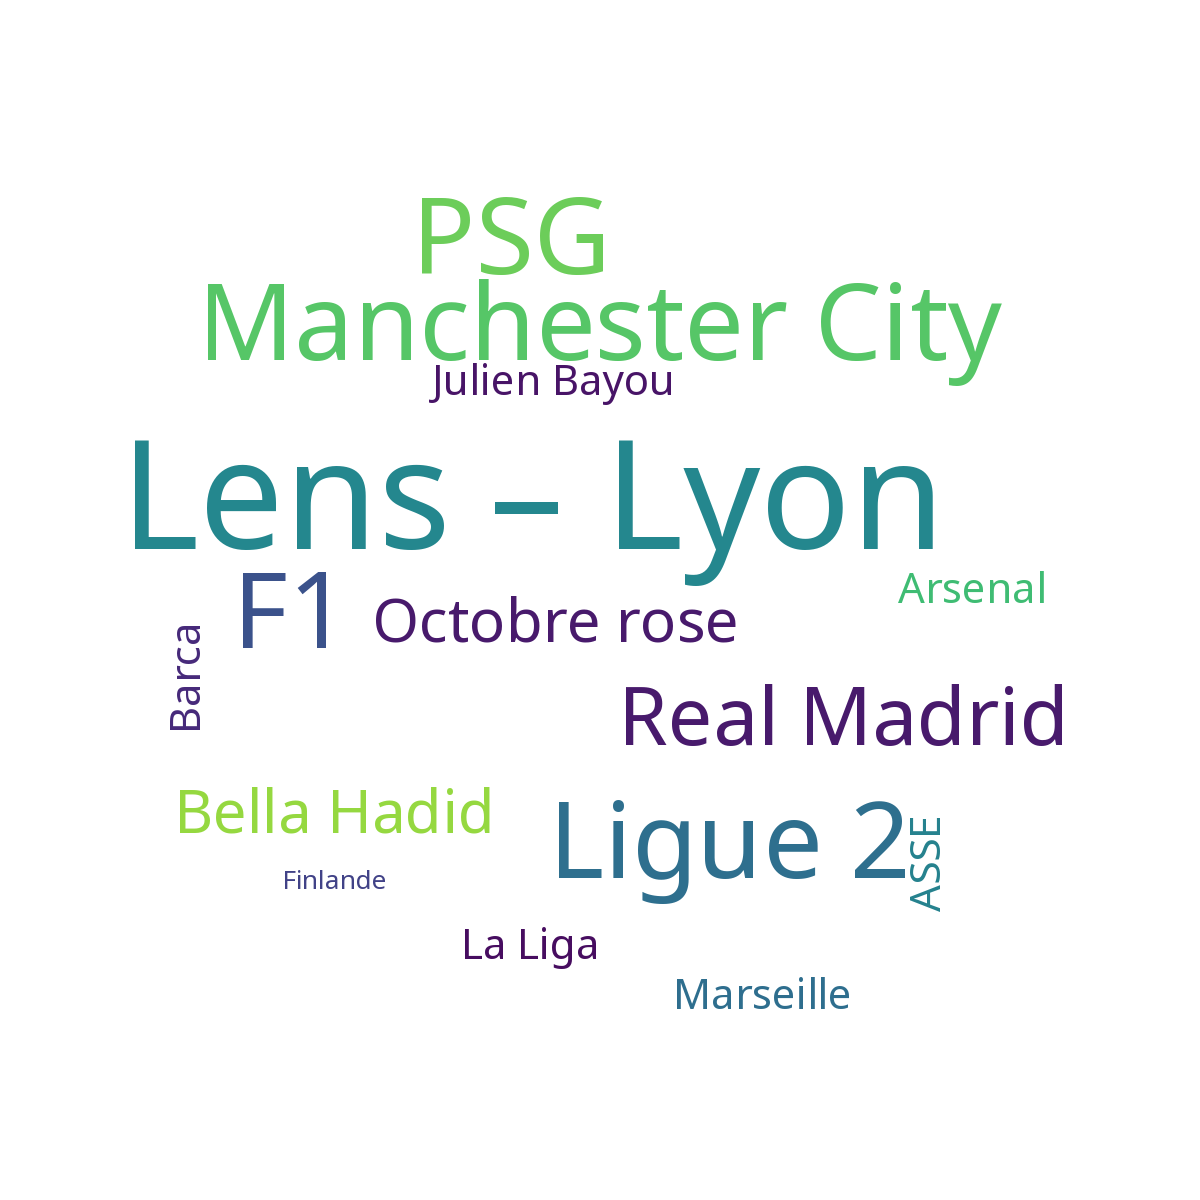 PSG
Manchester City
Julien Bayou
Lens – Lyon
F1
Arsenal
Octobre rose
Barca
Real Madrid
Bella Hadid
Ligue 2
ASSE
Finlande
La Liga
Marseille